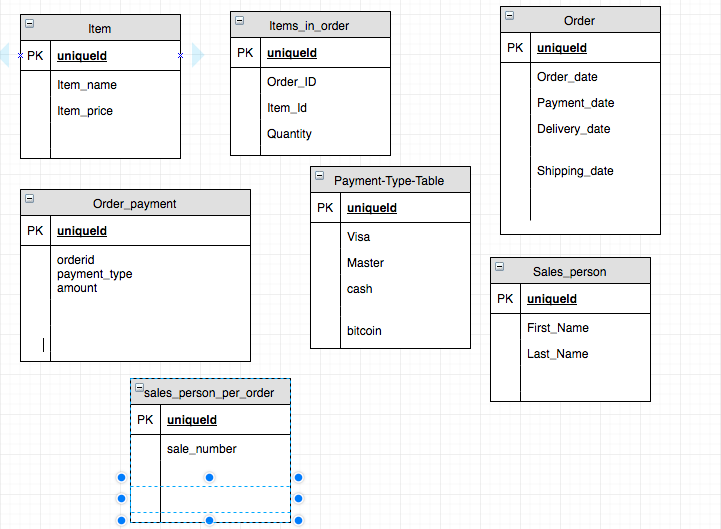 Item
PK uniqueId
Item_name
Item_price
Items_in_order
PK uniqueId
Order_ID
Item_Id
Quantity
Order
PK uniqueId
Order_date
Payment_date
Delivery_date
Shipping_date
Order_payment
PK uniqueId
orderid
payment_type
amount
Payment-Type-Table
PK uniqueId
Visa
Master
cash
bitcoin
Sales_person
PK uniqueId
First_Name
Last_Name
sales_person_per_order
PK uniqueId
sale_number